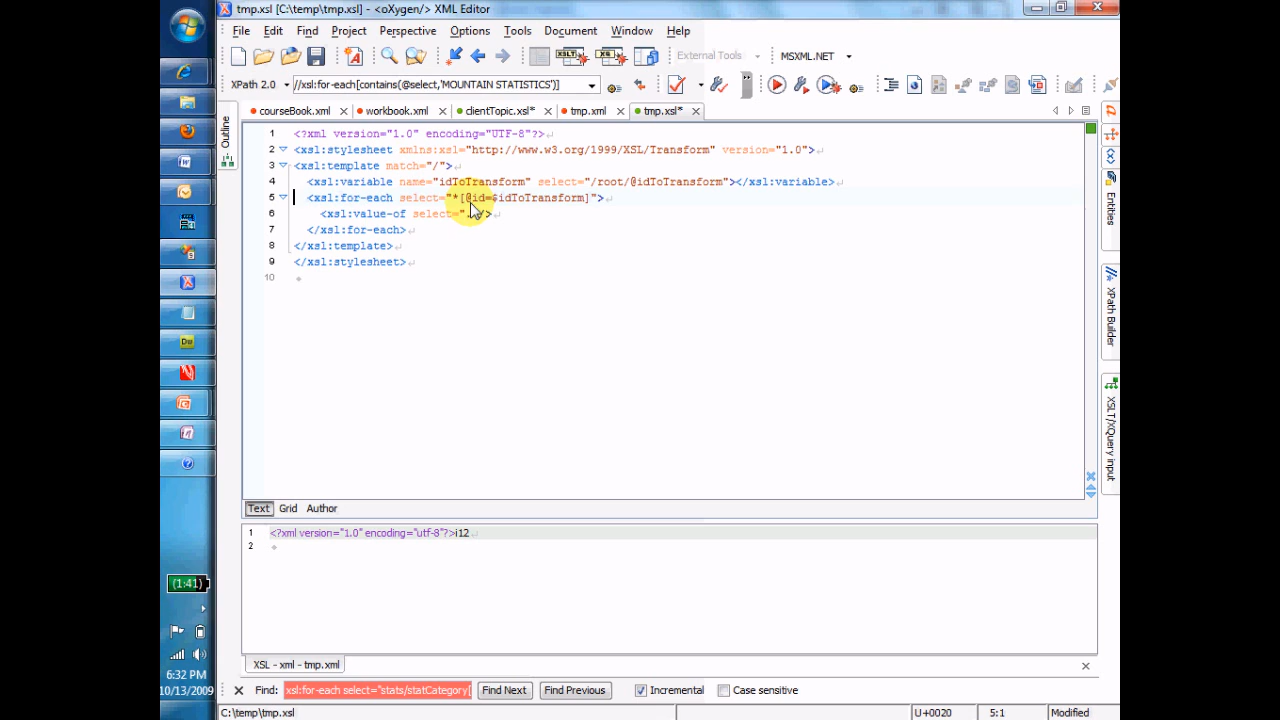 tmp.xsl [C:\temp\tmp.xsl] - <oXygen/> XML Editor
File Edit Find Project Perspective Options Tools Document Window Help
External Tools MSXML.NET
XPath 2.0 //xsl:for-each[contains(@select,'MOUNTAIN STATISTICS')]
courseBook.xml workbook.xml clientTopic.xsl* tmp.xml tmp.xsl*
Outline
1 <?xml version="1.0" encoding="UTF-8"?>
2 <xsl:stylesheet xmlns:xsl="http://www.w3.org/1999/XSL/Transform" version="1.0">
3 <xsl:template match="/">
4 <xsl:variable name="idToTransform" select="/root/@idToTransform"></xsl:variable>
5 <xsl:for-each select="*[@id=$idToTransform]">
6 <xsl:value-of select="."/>
7 </xsl:for-each>
8 </xsl:template>
9 </xsl:stylesheet>
10
Entities
XPath Builder
XSLT/XQuery input
Text Grid Author
1 <?xml version="1.0" encoding="utf-8"?>i12
2
XSL - xml - tmp.xml
Find: xsl:for-each select="stats/statCategory[ Find Next Find Previous Incremental Case sensitive
C:\temp\tmp.xsl U+0020 5:1 Modified
Dw
(1:41)
6:32 PM
10/13/2009